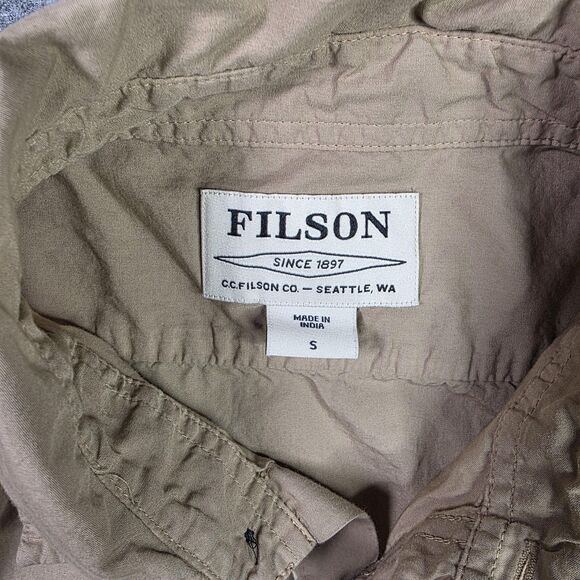 FILSON
SINCE 1897
C.C.FILSON CO. — SEATTLE, WA
MADE IN
INDIA
S